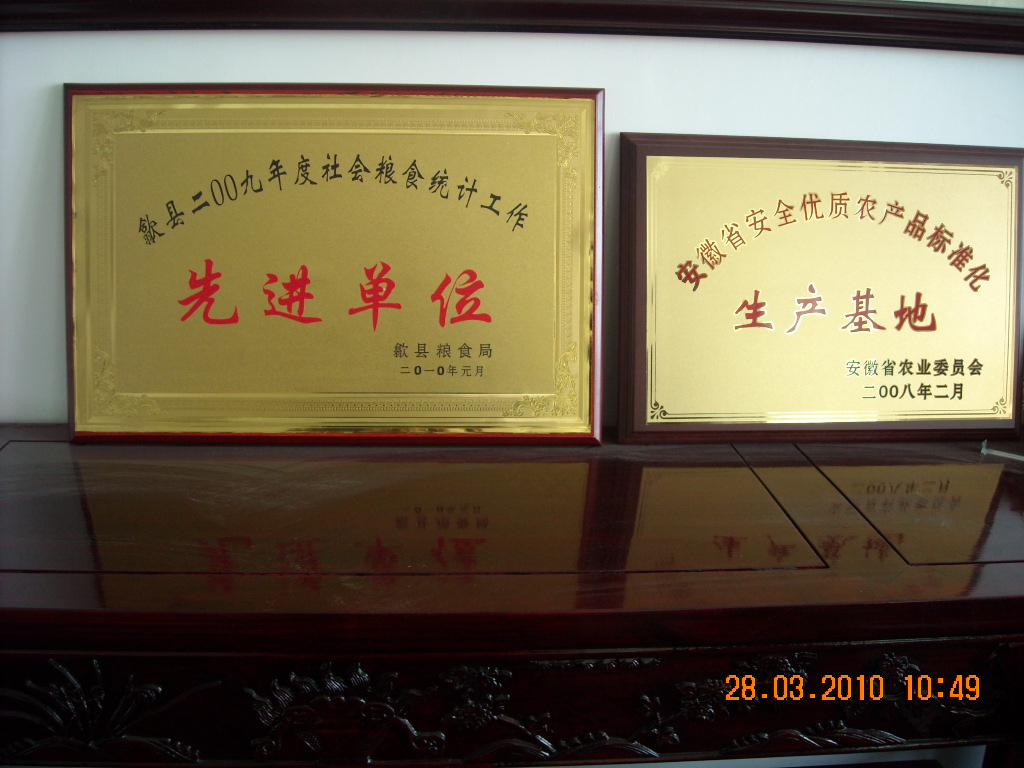 歙县二00九年度社会粮食统计工作
先进单位
歙县粮食局
二0一0年元月
安徽省安全优质农产品标准化
生产基地
安徽省农业委员会
二00八年二月
28.03.2010 10:49